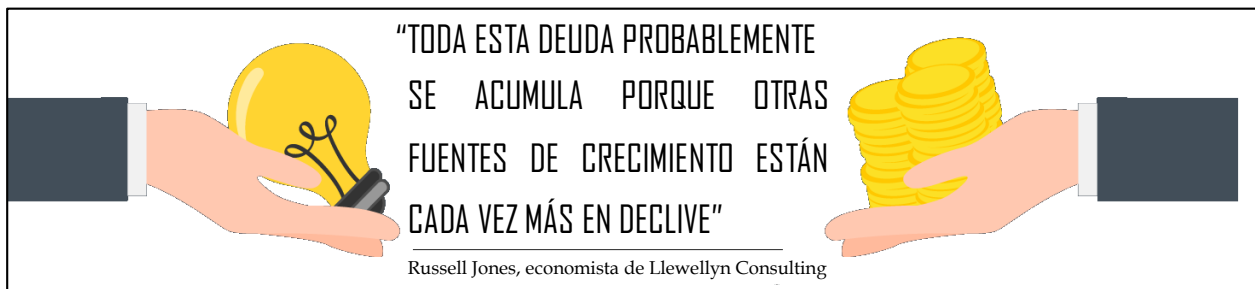 “TODA ESTA DEUDA PROBABLEMENTE
SE ACUMULA PORQUE OTRAS
FUENTES DE CRECIMIENTO ESTÁN
CADA VEZ MÁS EN DECLIVE”
Russell Jones, economista de Llewellyn Consulting